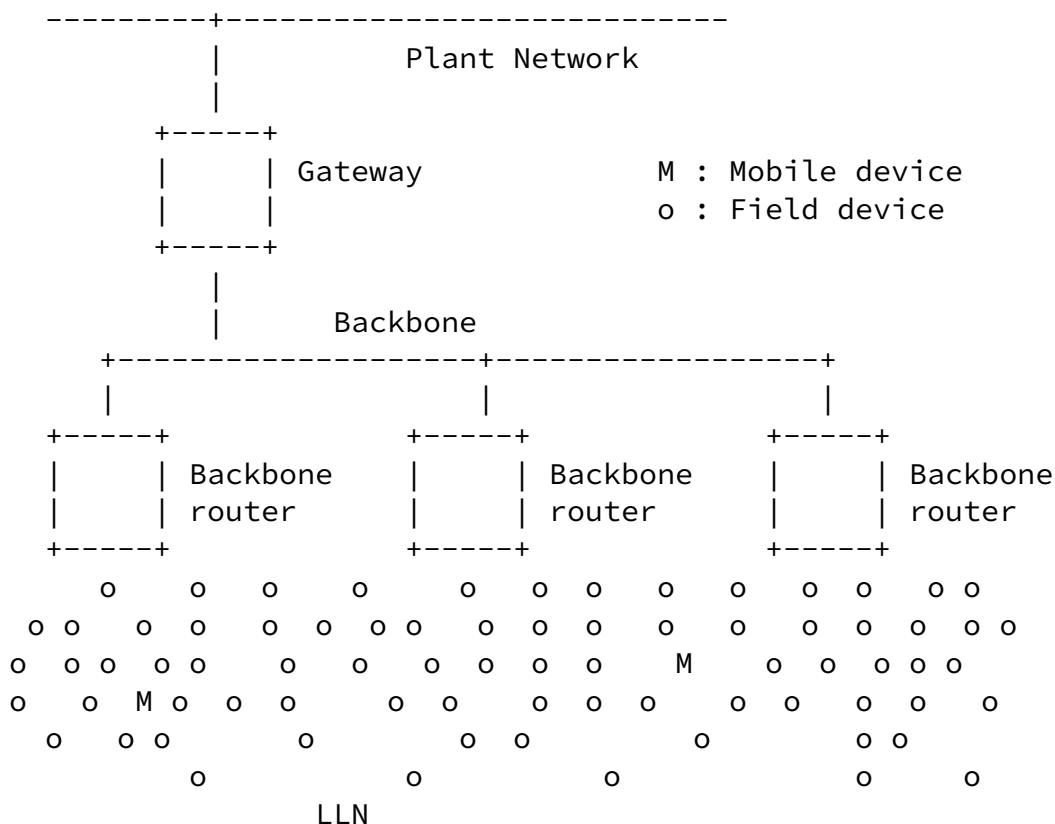 ---------+----------------------------
|          Plant Network
|
+-----+
|     | Gateway             M : Mobile device
|     |                     o : Field device
+-----+
|
|      Backbone
+--------------------+------------------+
|                    |                  |
+-----+             +-----+             +-----+
|     | Backbone    |     | Backbone    |     | Backbone
|     | router      |     | router      |     | router
+-----+             +-----+             +-----+
o    o   o    o     o   o  o   o   o   o  o   o o
o o   o  o   o  o  o o   o  o  o   o   o   o  o  o  o o
o  o o  o o    o   o   o  o  o  o    M    o  o  o o o
o   o  M o  o  o     o  o    o  o  o    o  o   o  o   o
o   o o       o        o  o         o        o o
o           o          o             o     o
LLN